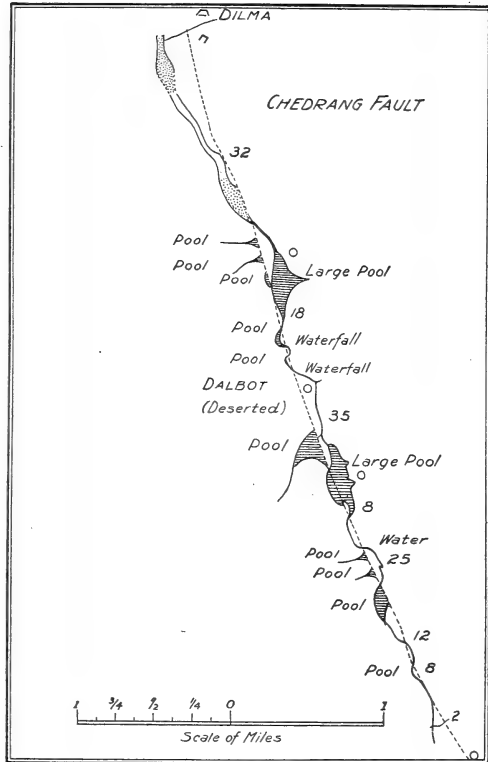 DILMA
CHEDRANG FAULT
32
Pool
Pool
Pool
Large Pool
18
Pool
Waterfall
Pool
Waterfall
DALBOT
(Deserted)
35
Pool
Large Pool
8
Water
Pool
25
Pool
Pool
12
Pool
8
2
1 ¾ ½ ¼ 0 1
Scale of Miles